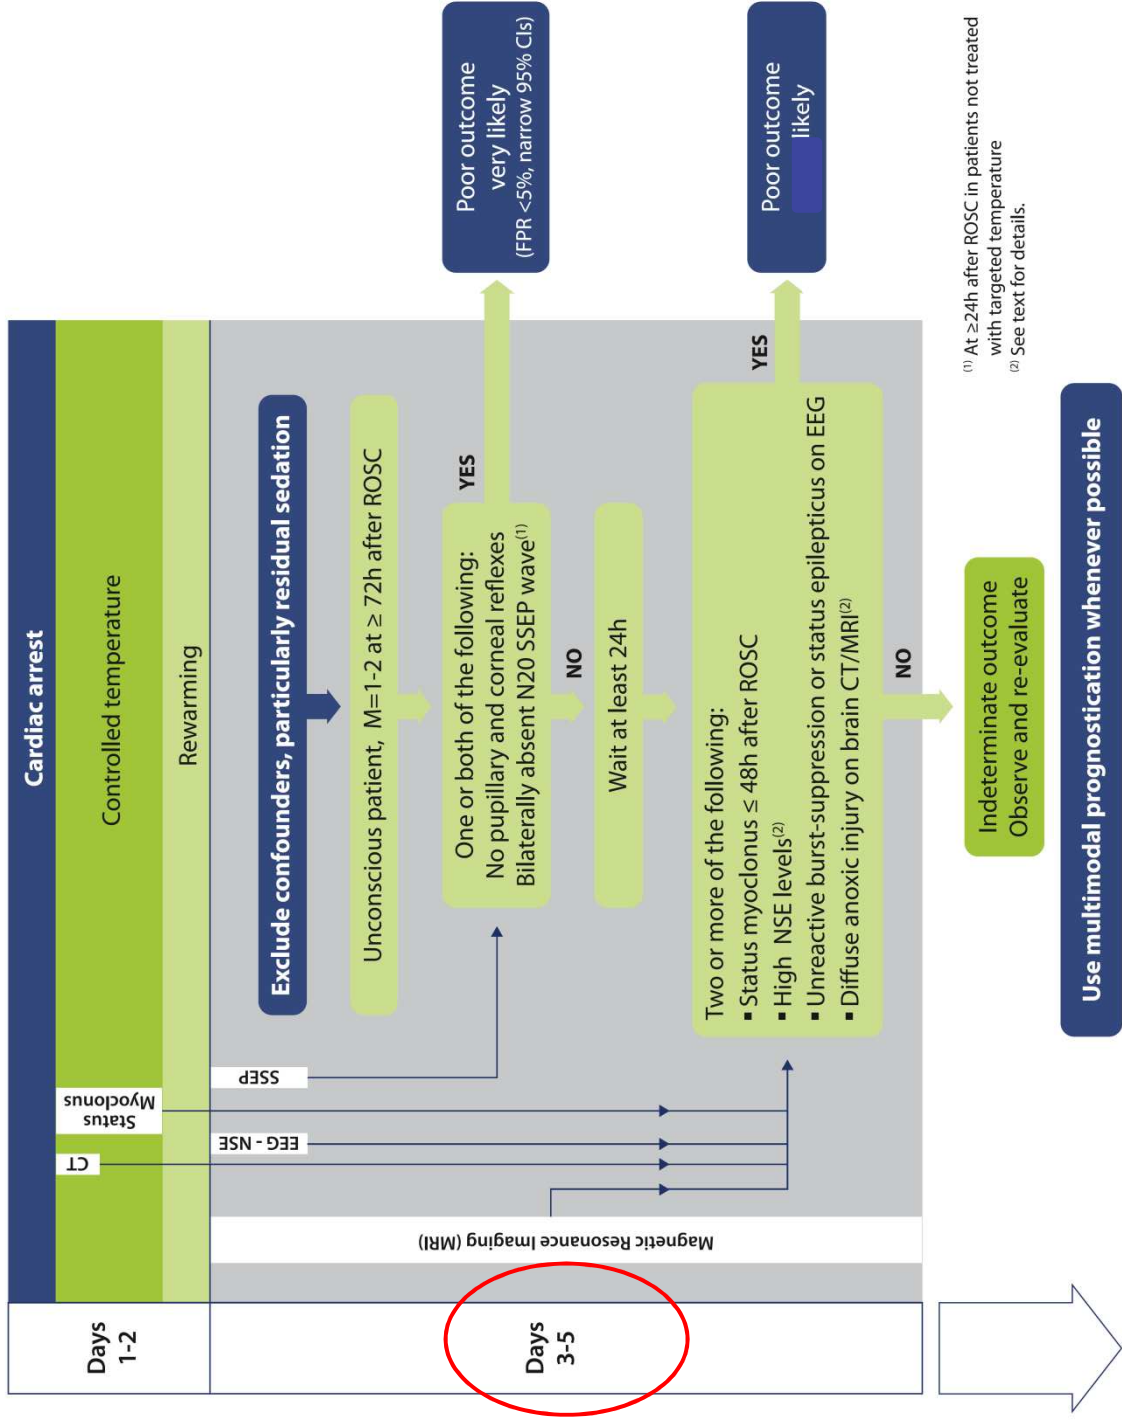 Cardiac arrest
Days
1-2
Controlled temperature
CT
Status
Myoclonus
Rewarming
Days
3-5
Magnetic Resonance Imaging (MRI)
EEG - NSE
SSEP
Exclude confounders, particularly residual sedation
Unconscious patient, M=1-2 at ≥ 72h after ROSC
One or both of the following:
No pupillary and corneal reflexes
Bilaterally absent N20 SSEP wave(1)
YES
Poor outcome
very likely
(FPR <5%, narrow 95% CIs)
NO
Wait at least 24h
Two or more of the following:
▪ Status myoclonus ≤ 48h after ROSC
▪ High NSE levels(2)
▪ Unreactive burst-suppression or status epilepticus on EEG
▪ Diffuse anoxic injury on brain CT/MRI(2)
YES
Poor outcome
likely
NO
Indeterminate outcome
Observe and re-evaluate
(1) At ≥24h after ROSC in patients not treated
with targeted temperature
(2) See text for details.
Use multimodal prognostication whenever possible